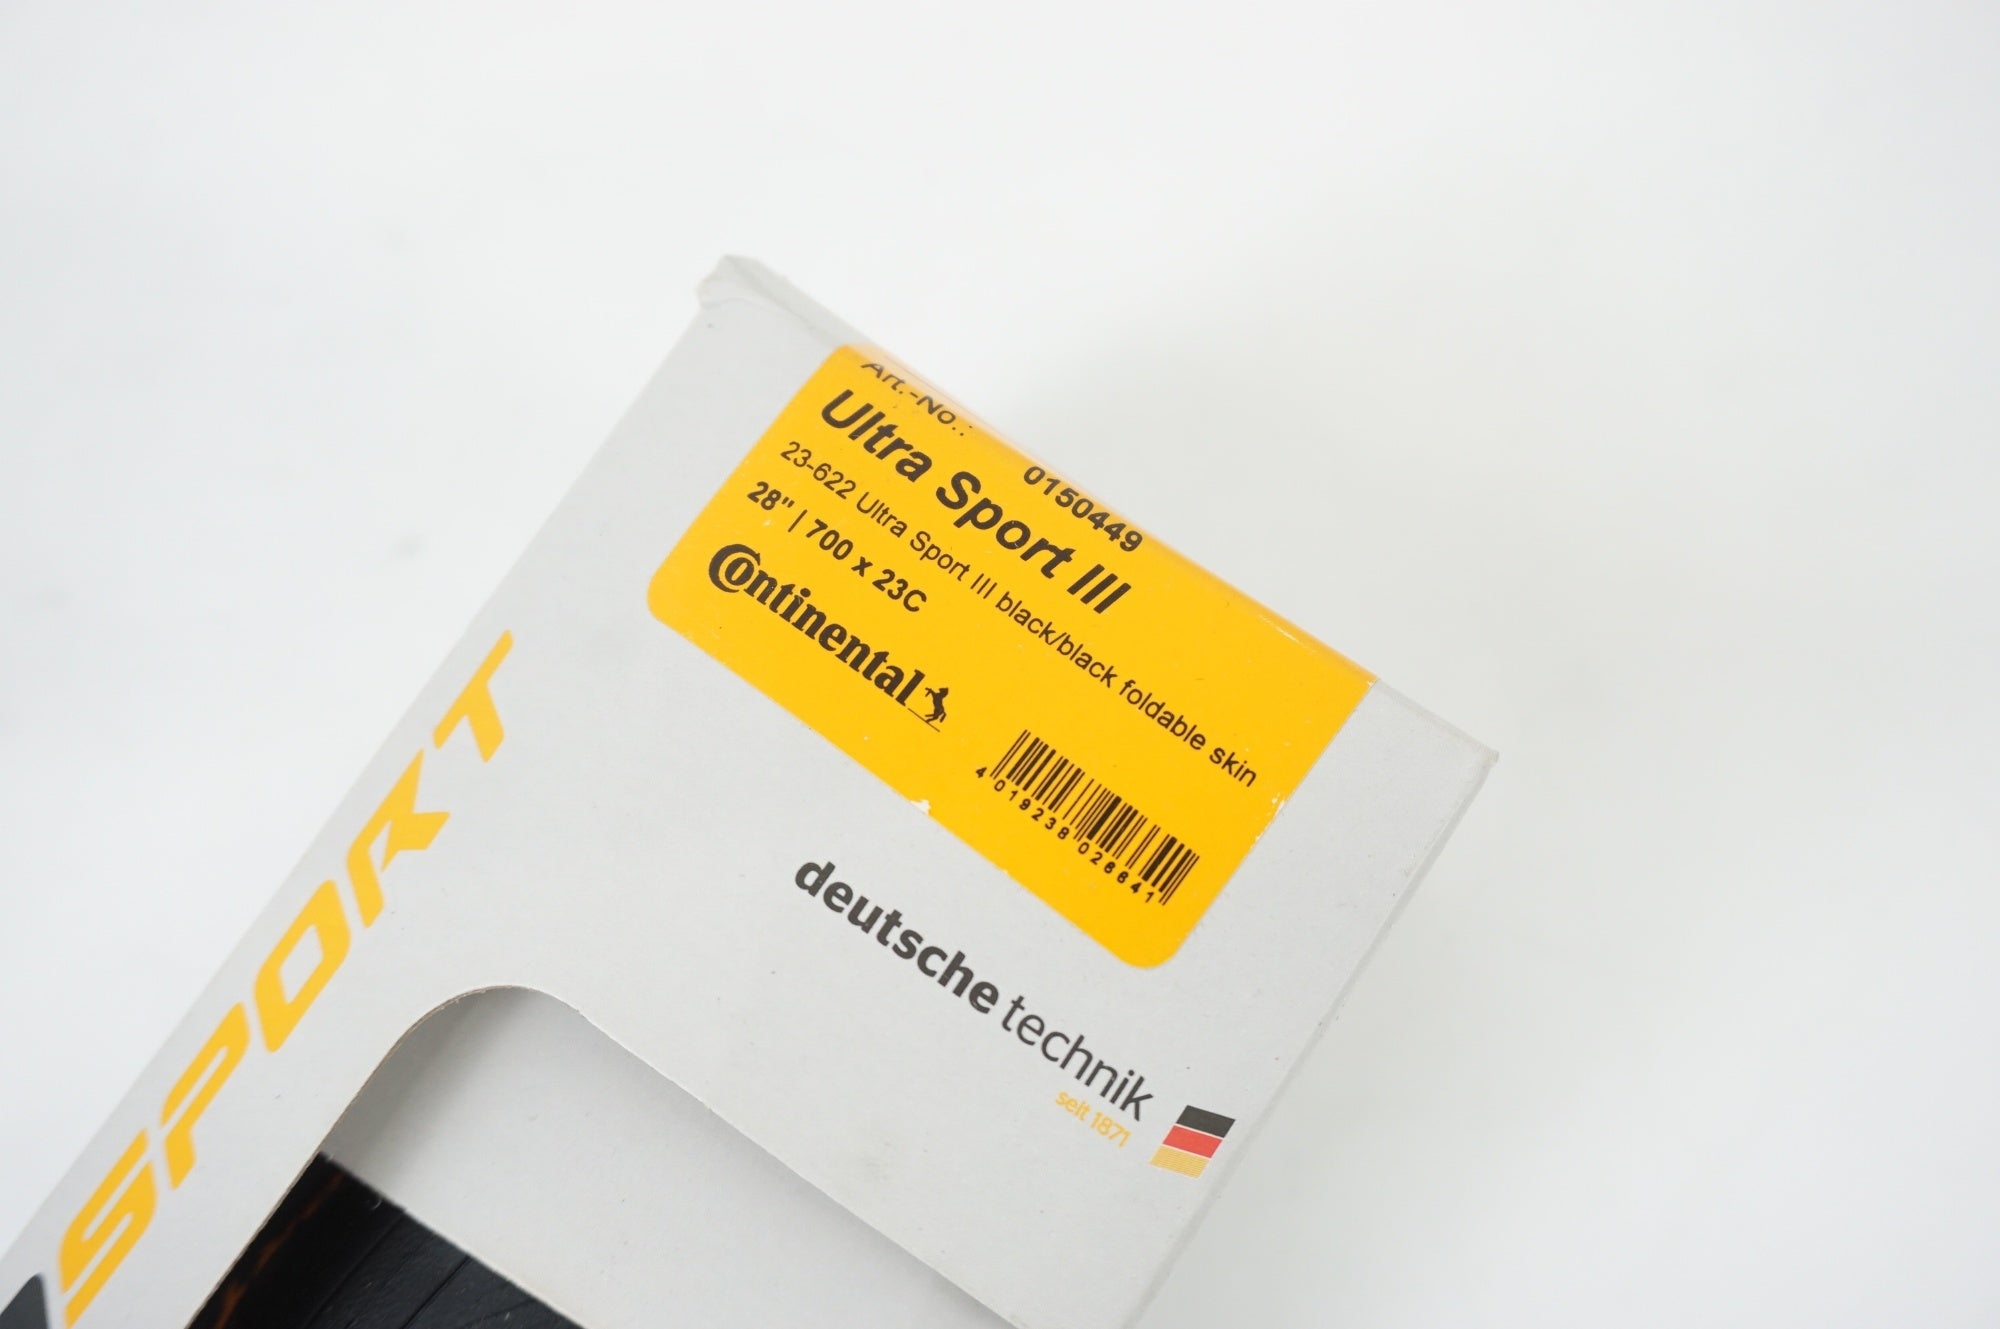 Art.-No.: 0150449
Ultra Sport III
23-622 Ultra Sport III black/black foldable skin
28" | 700 x 23C
Continental
4 019238 026641
deutsche technik
seit 1871
SPORT